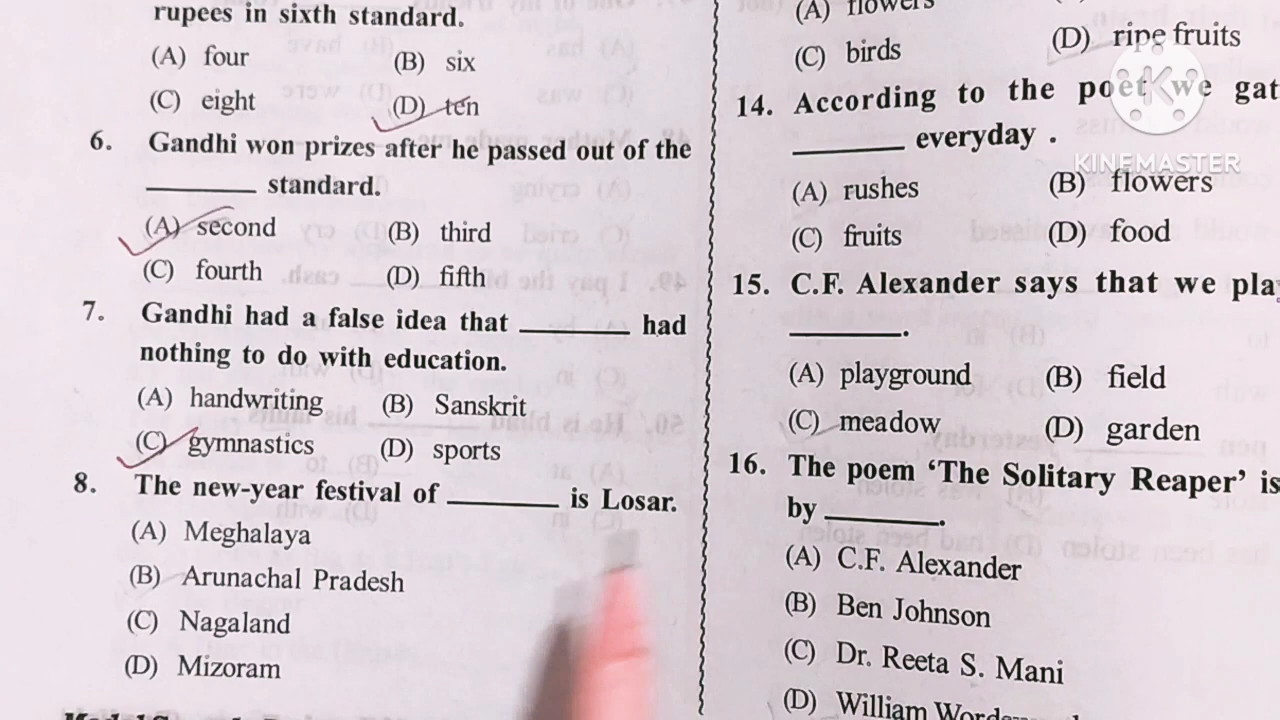 rupees in sixth standard.
(A) four (B) six
(C) eight (D) ten
6. Gandhi won prizes after he passed out of the
_______ standard.
(A) second (B) third
(C) fourth (D) fifth
7. Gandhi had a false idea that _______ had
nothing to do with education.
(A) handwriting (B) Sanskrit
(C) gymnastics (D) sports
8. The new-year festival of _______ is Losar.
(A) Meghalaya
(B) Arunachal Pradesh
(C) Nagaland
(D) Mizoram
(A) flowers
(C) birds (D) ripe fruits
14. According to the poet we gat
_______ everyday .
(A) rushes (B) flowers
(C) fruits (D) food
15. C.F. Alexander says that we pla
_______.
(A) playground (B) field
(C) meadow (D) garden
16. The poem ‘The Solitary Reaper’ is
by _______.
(A) C.F. Alexander
(B) Ben Johnson
(C) Dr. Reeta S. Mani
(D) William
KINEMASTER